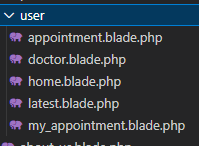 user
appointment.blade.php
doctor.blade.php
home.blade.php
latest.blade.php
my_appointment.blade.php